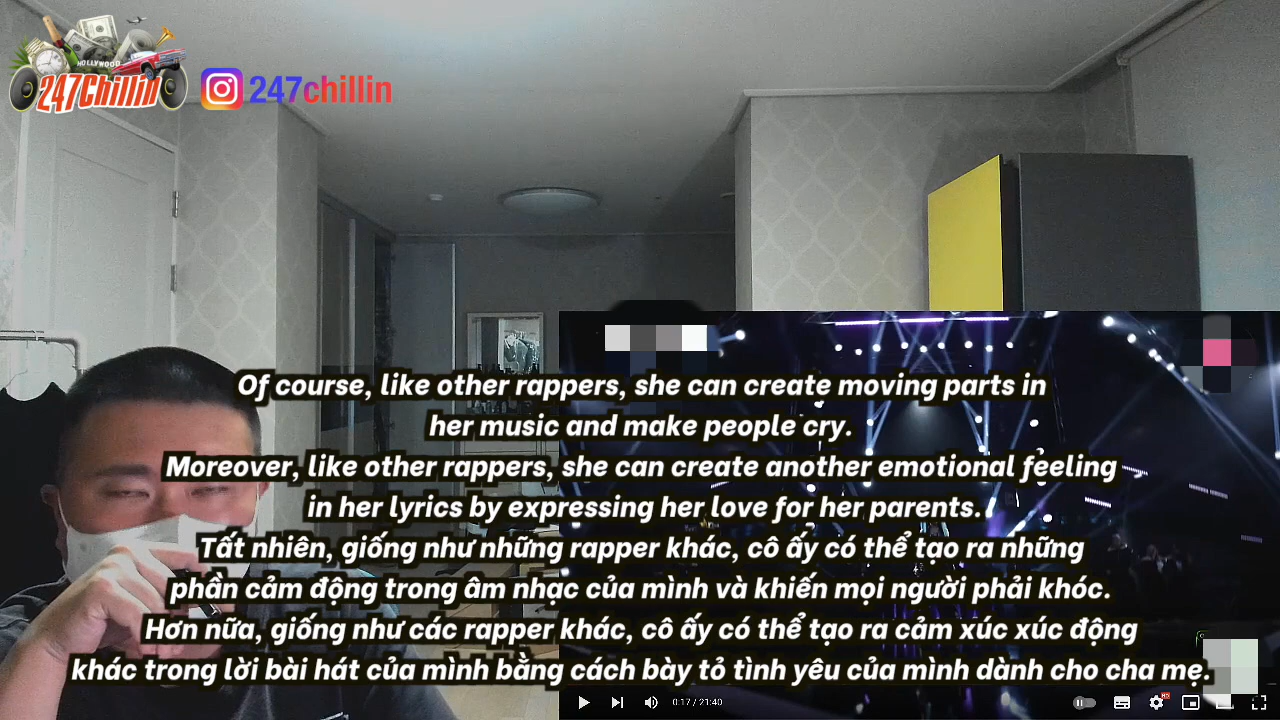 HOLLYWOOD
247Chillin
247chillin
Of course, like other rappers, she can create moving parts in
her music and make people cry.
Moreover, like other rappers, she can create another emotional feeling
in her lyrics by expressing her love for her parents.
Tất nhiên, giống như những rapper khác, cô ấy có thể tạo ra những
phần cảm động trong âm nhạc của mình và khiến mọi người phải khóc.
Hơn nữa, giống như các rapper khác, cô ấy có thể tạo ra cảm xúc xúc động
khác trong lời bài hát của mình bằng cách bày tỏ tình yêu của mình dành cho cha mẹ.
0:17 / 21:40
HD